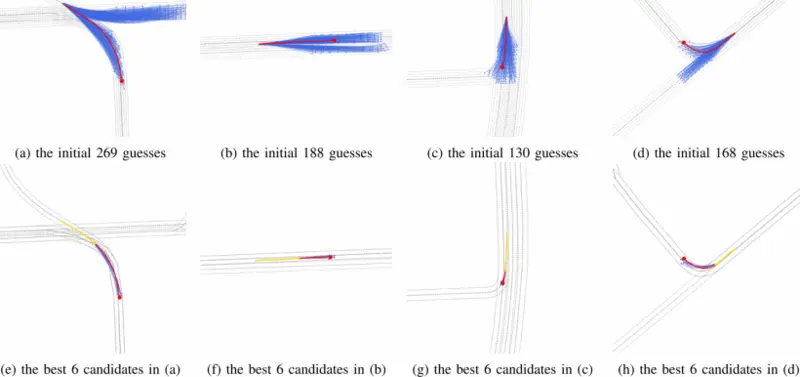 (a) the initial 269 guesses
(b) the initial 188 guesses
(c) the initial 130 guesses
(d) the initial 168 guesses
(e) the best 6 candidates in (a)
(f) the best 6 candidates in (b)
(g) the best 6 candidates in (c)
(h) the best 6 candidates in (d)